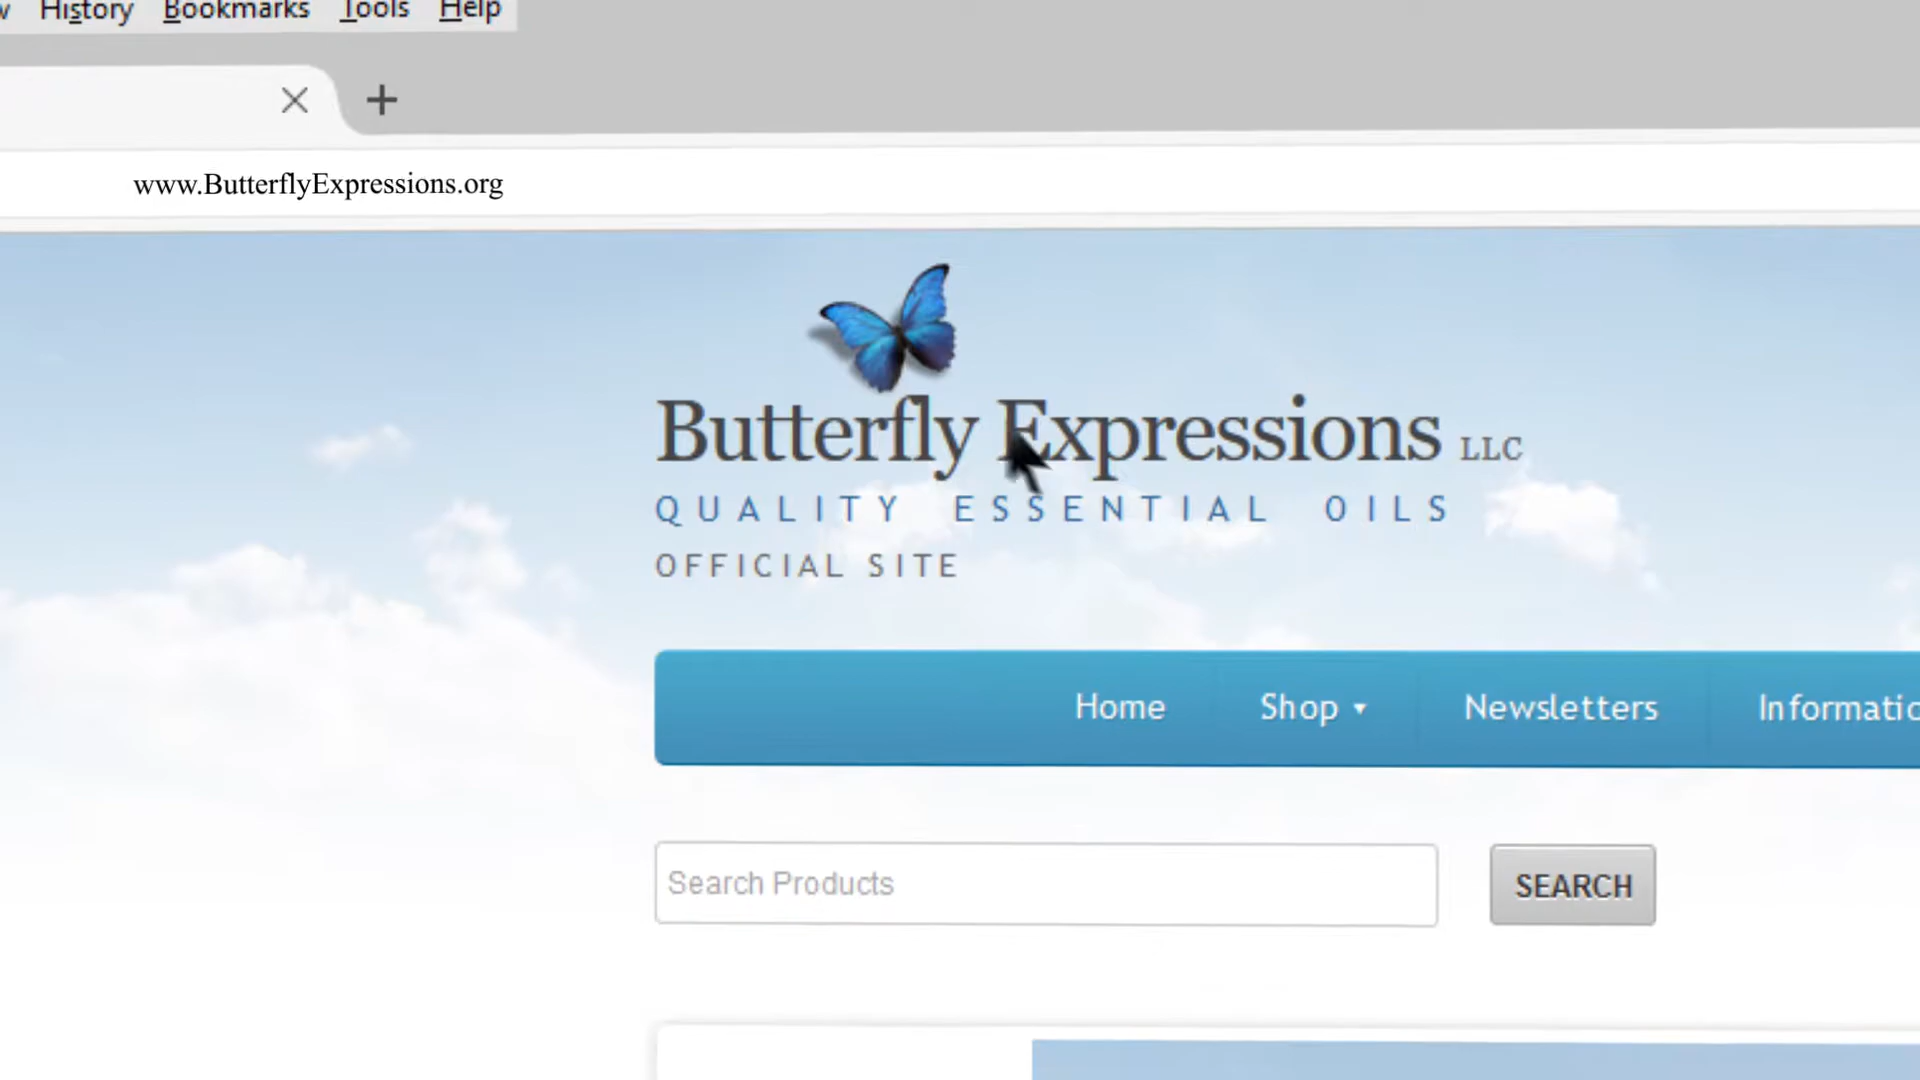 History Bookmarks Tools Help
www.ButterflyExpressions.org
Butterfly Expressions LLC
QUALITY ESSENTIAL OILS
OFFICIAL SITE
Home Shop Newsletters
Search Products SEARCH